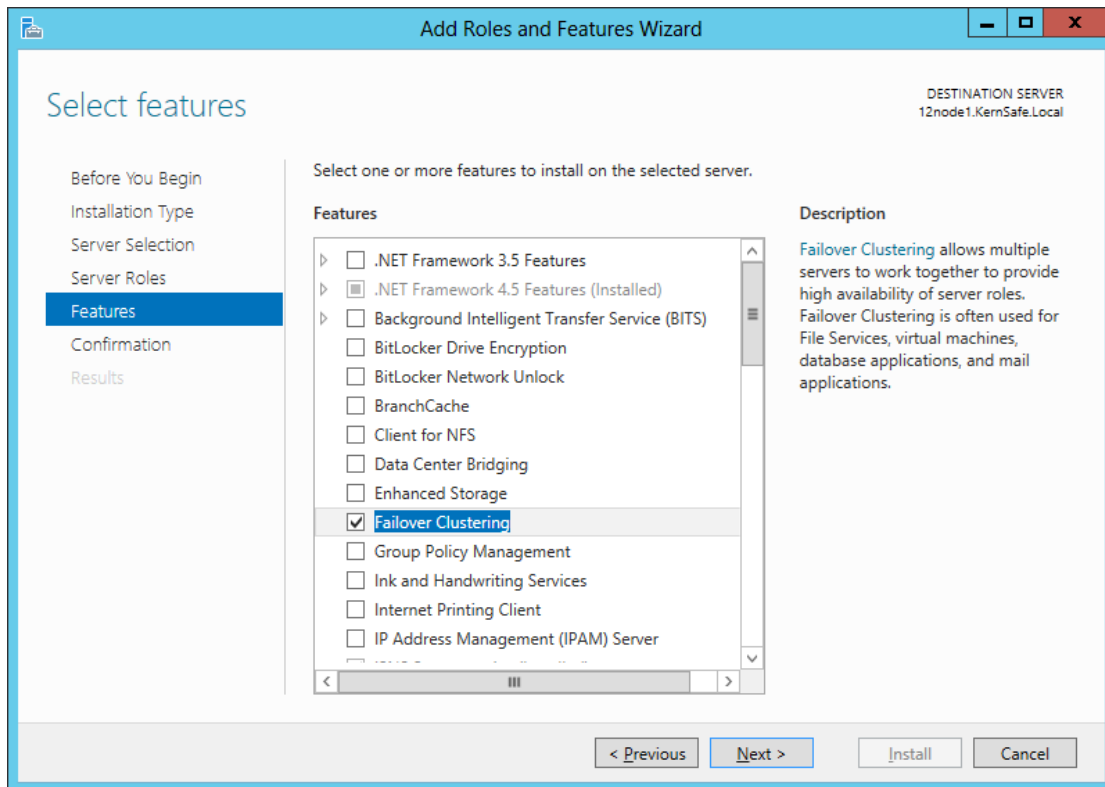 Add Roles and Features Wizard
Select features
DESTINATION SERVER
12node1.KernSafe.Local
Before You Begin
Installation Type
Server Selection
Server Roles
Features
Confirmation
Results
Select one or more features to install on the selected server.
Features
.NET Framework 3.5 Features
.NET Framework 4.5 Features (Installed)
Background Intelligent Transfer Service (BITS)
BitLocker Drive Encryption
BitLocker Network Unlock
BranchCache
Client for NFS
Data Center Bridging
Enhanced Storage
Failover Clustering
Group Policy Management
Ink and Handwriting Services
Internet Printing Client
IP Address Management (IPAM) Server
Description
Failover Clustering allows multiple
servers to work together to provide
high availability of server roles.
Failover Clustering is often used for
File Services, virtual machines,
database applications, and mail
applications.
< Previous
Next >
Install
Cancel